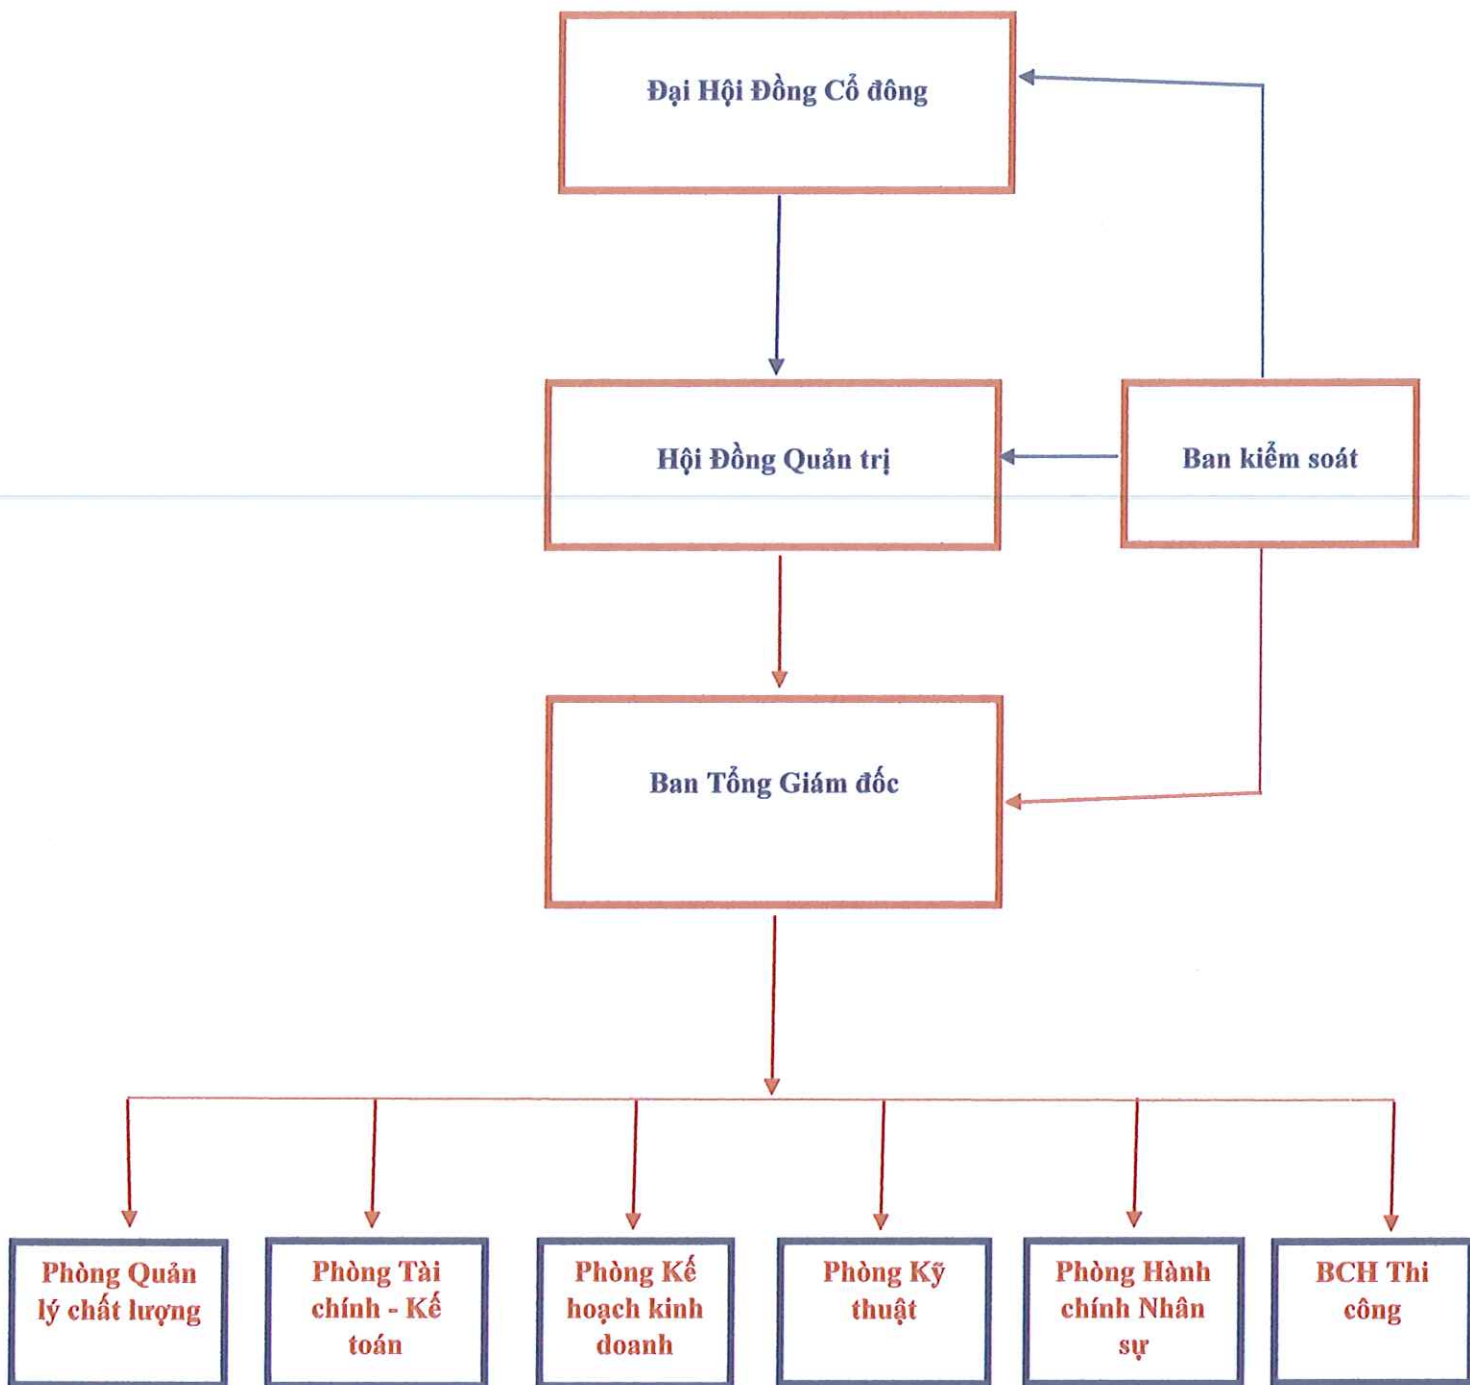 Đại Hội Đồng Cổ đông
Hội Đồng Quản trị
Ban kiểm soát
Ban Tổng Giám đốc
Phòng Quản
lý chất lượng
Phòng Tài
chính - Kế
toán
Phòng Kế
hoạch kinh
doanh
Phòng Kỹ
thuật
Phòng Hành
chính Nhân
sự
BCH Thi
công